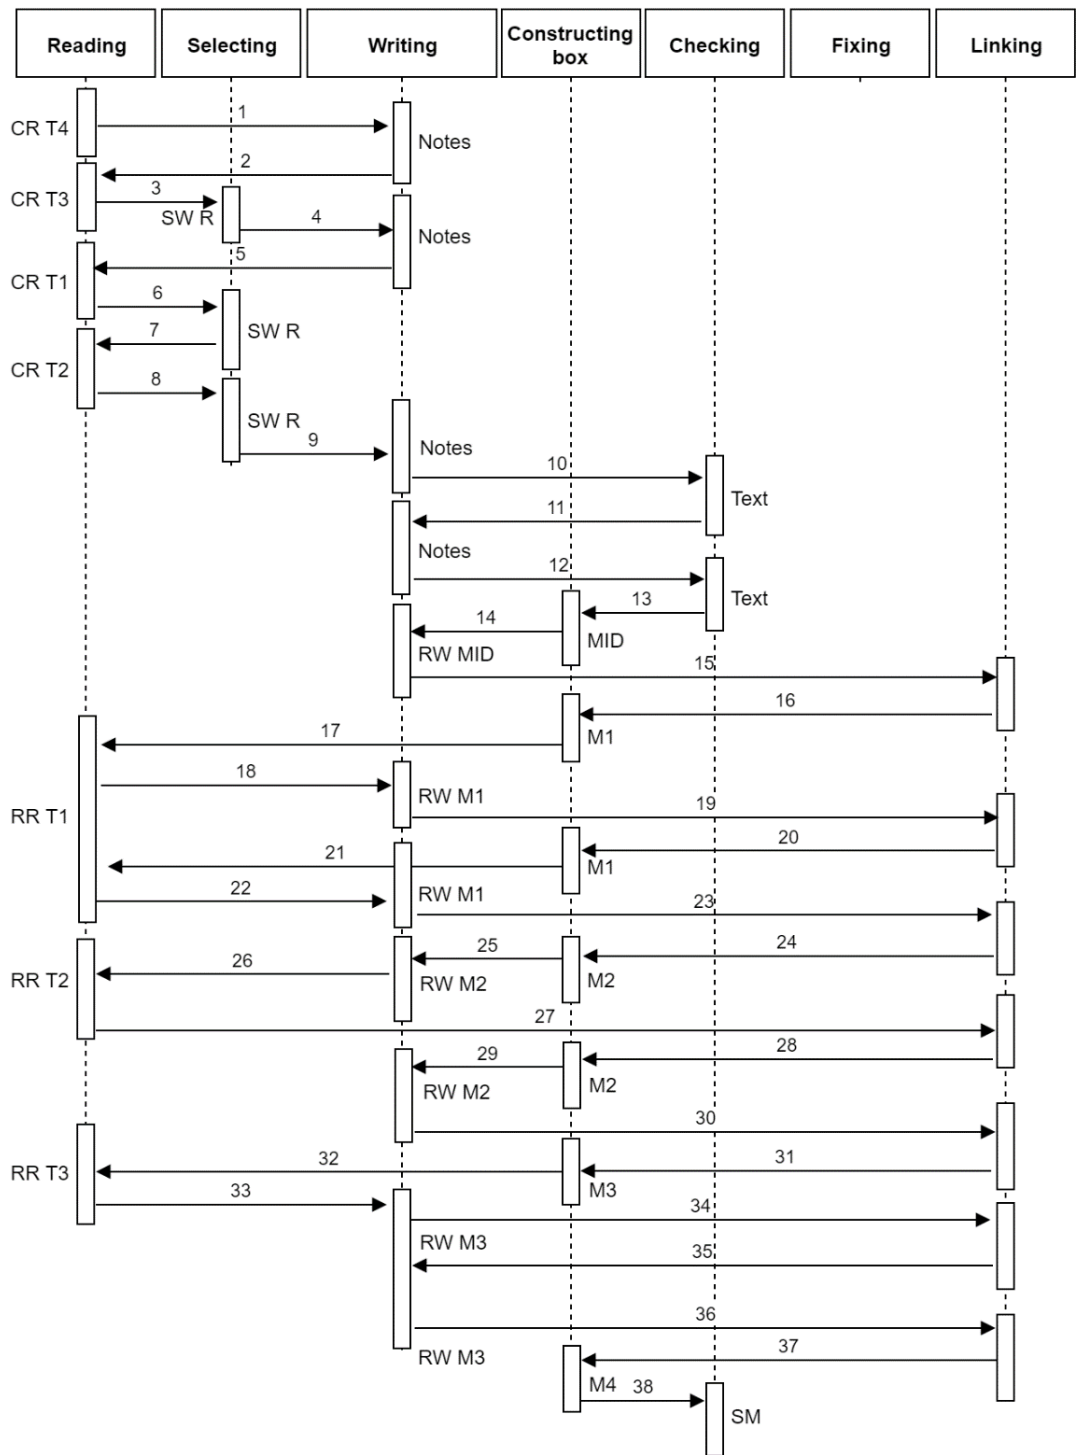 Reading
Selecting
Writing
Constructing
box
Checking
Fixing
Linking
1
CR T4
Notes
2
3
CR T3
SW R
4
Notes
5
CR T1
6
7
SW R
CR T2
8
SW R
9
Notes
10
Text
11
Notes
12
Text
13
14
MID
RW MID
15
16
17
M1
18
RW M1
19
RR T1
20
21
M1
22
RW M1
23
24
25
26
RR T2
RW M2
M2
27
28
29
RW M2
M2
30
31
32
RR T3
33
M3
34
RW M3
35
36
37
RW M3
M4
38
SM